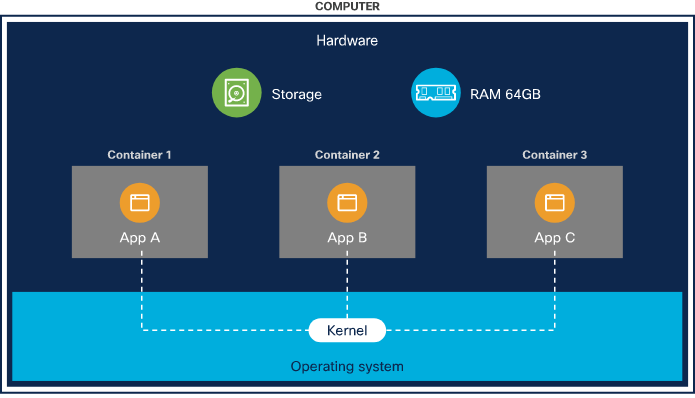 COMPUTER
Hardware
Storage
RAM 64GB
Container 1
Container 2
Container 3
App A
App B
App C
Kernel
Operating system